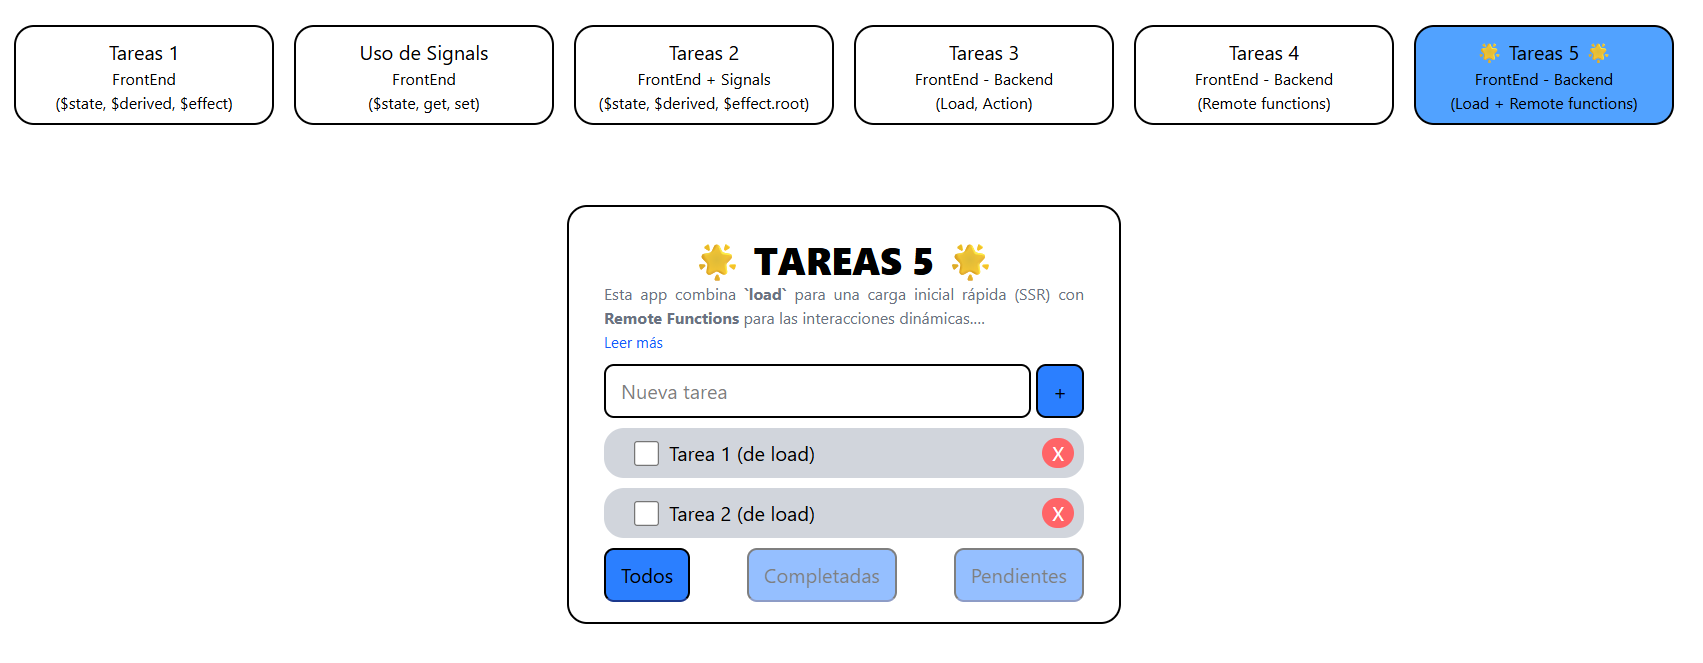 Tareas 1
FrontEnd
($state, $derived, $effect)
Uso de Signals
FrontEnd
($state, get, set)
Tareas 2
FrontEnd + Signals
($state, $derived, $effect.root)
Tareas 3
FrontEnd - Backend
(Load, Action)
Tareas 4
FrontEnd - Backend
(Remote functions)
🌟 Tareas 5 🌟
FrontEnd - Backend
(Load + Remote functions)
🌟 TAREAS 5 🌟
Esta app combina `load` para una carga inicial rápida (SSR) con
Remote Functions para las interacciones dinámicas....
Leer más
Nueva tarea
+
Tarea 1 (de load)
X
Tarea 2 (de load)
X
Todos
Completadas
Pendientes